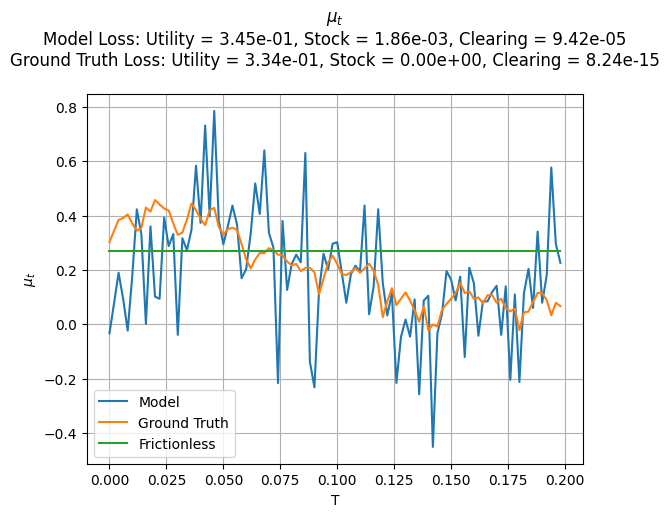 μₜ
Model Loss: Utility = 3.45e-01, Stock = 1.86e-03, Clearing = 9.42e-05
Ground Truth Loss: Utility = 3.34e-01, Stock = 0.00e+00, Clearing = 8.24e-15
0.8
0.6
0.4
0.2
0.0
−0.2
−0.4
μₜ
Model
Ground Truth
Frictionless
0.000 0.025 0.050 0.075 0.100 0.125 0.150 0.175 0.200
T